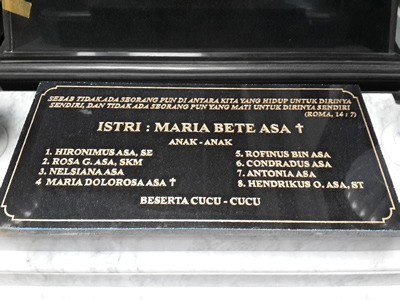 SEBAB TIDAK ADA SEORANG PUN DI ANTARA KITA YANG HIDUP UNTUK DIRINYA
SENDIRI, DAN TIDAK ADA SEORANG PUN YANG MATI UNTUK DIRINYA SENDIRI
(ROMA, 14 : 7)
ISTRI : MARIA BETE ASA ✝
ANAK - ANAK
1. HIRONIMUS ASA, SE
2. ROSA G. ASA, SKM
3. NELSIANA ASA
4 MARIA DOLOROSA ASA ✝
5. ROFINUS BIN ASA
6. CONDRADUS ASA
7. ANTONIA ASA
8. HENDRIKUS O. ASA, ST
BESERTA CUCU - CUCU